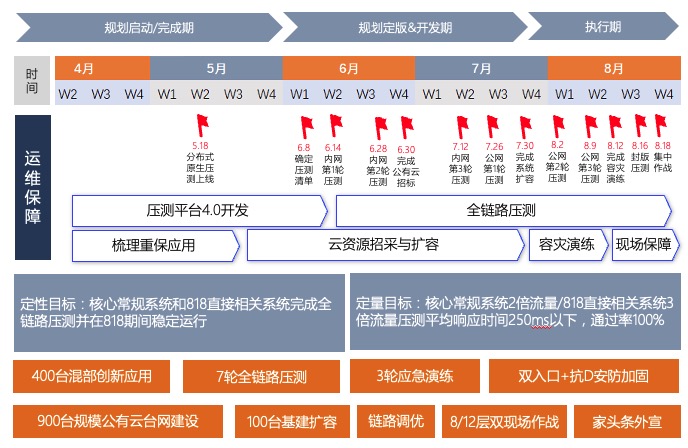 规划启动/完成期
规划定版&开发期
执行期
时
间
4月
5月
6月
7月
8月
W2 W3 W4 W1 W2 W3 W4 W1 W2 W3 W4 W1 W2 W3 W4 W1 W2 W3 W4
运
维
保
障
5.18
分布式
原生压
测上线
6.8
确定
压测
清单
6.14
内网
第1轮
压测
6.28
内网
第2轮
压测
6.30
完成
公有云
招标
7.12
内网
第3轮
压测
7.26
公网
第1轮
压测
7.30
完成
系统
扩容
8.2
公网
第2轮
压测
8.9
公网
第3轮
压测
8.12
完成
容灾
演练
8.16
封版
压测
8.18
集中
作战
压测平台4.0开发
全链路压测
梳理重保应用
云资源招采与扩容
容灾演练
现场保障
定性目标：核心常规系统和818直接相关系统完成全
链路压测并在818期间稳定运行
定量目标：核心常规系统2倍流量/818直接相关系统3
倍流量压测平均响应时间250ms以下，通过率100%
400台混部创新应用
7轮全链路压测
3轮应急演练
双入口+抗D安防加固
900台规模公有云台网建设
100台基建扩容
链路调优
8/12层双现场作战
家头条外宣